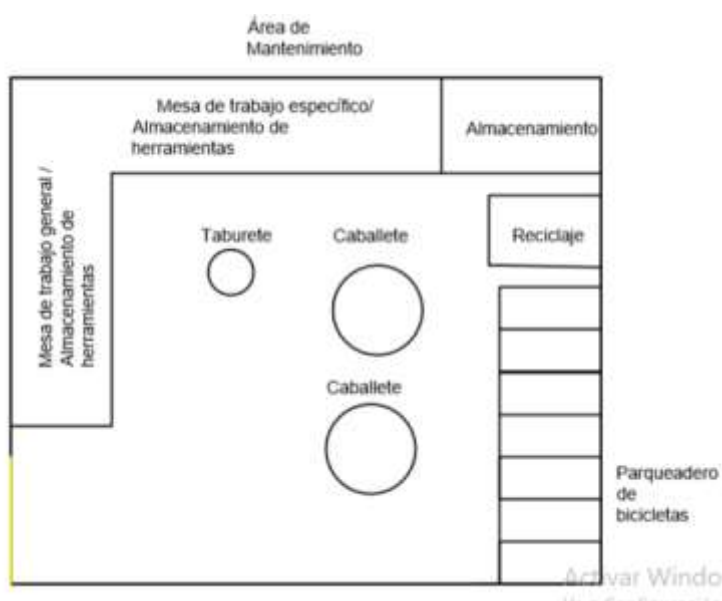 Área de
Mantenimiento
Mesa de trabajo específico/
Almacenamiento de
herramientas
Almacenamiento
Mesa de trabajo general /
Almacenamiento de
herramientas
Taburete
Caballete
Reciclaje
Caballete
Parqueadero
de
bicicletas
Activar Windo